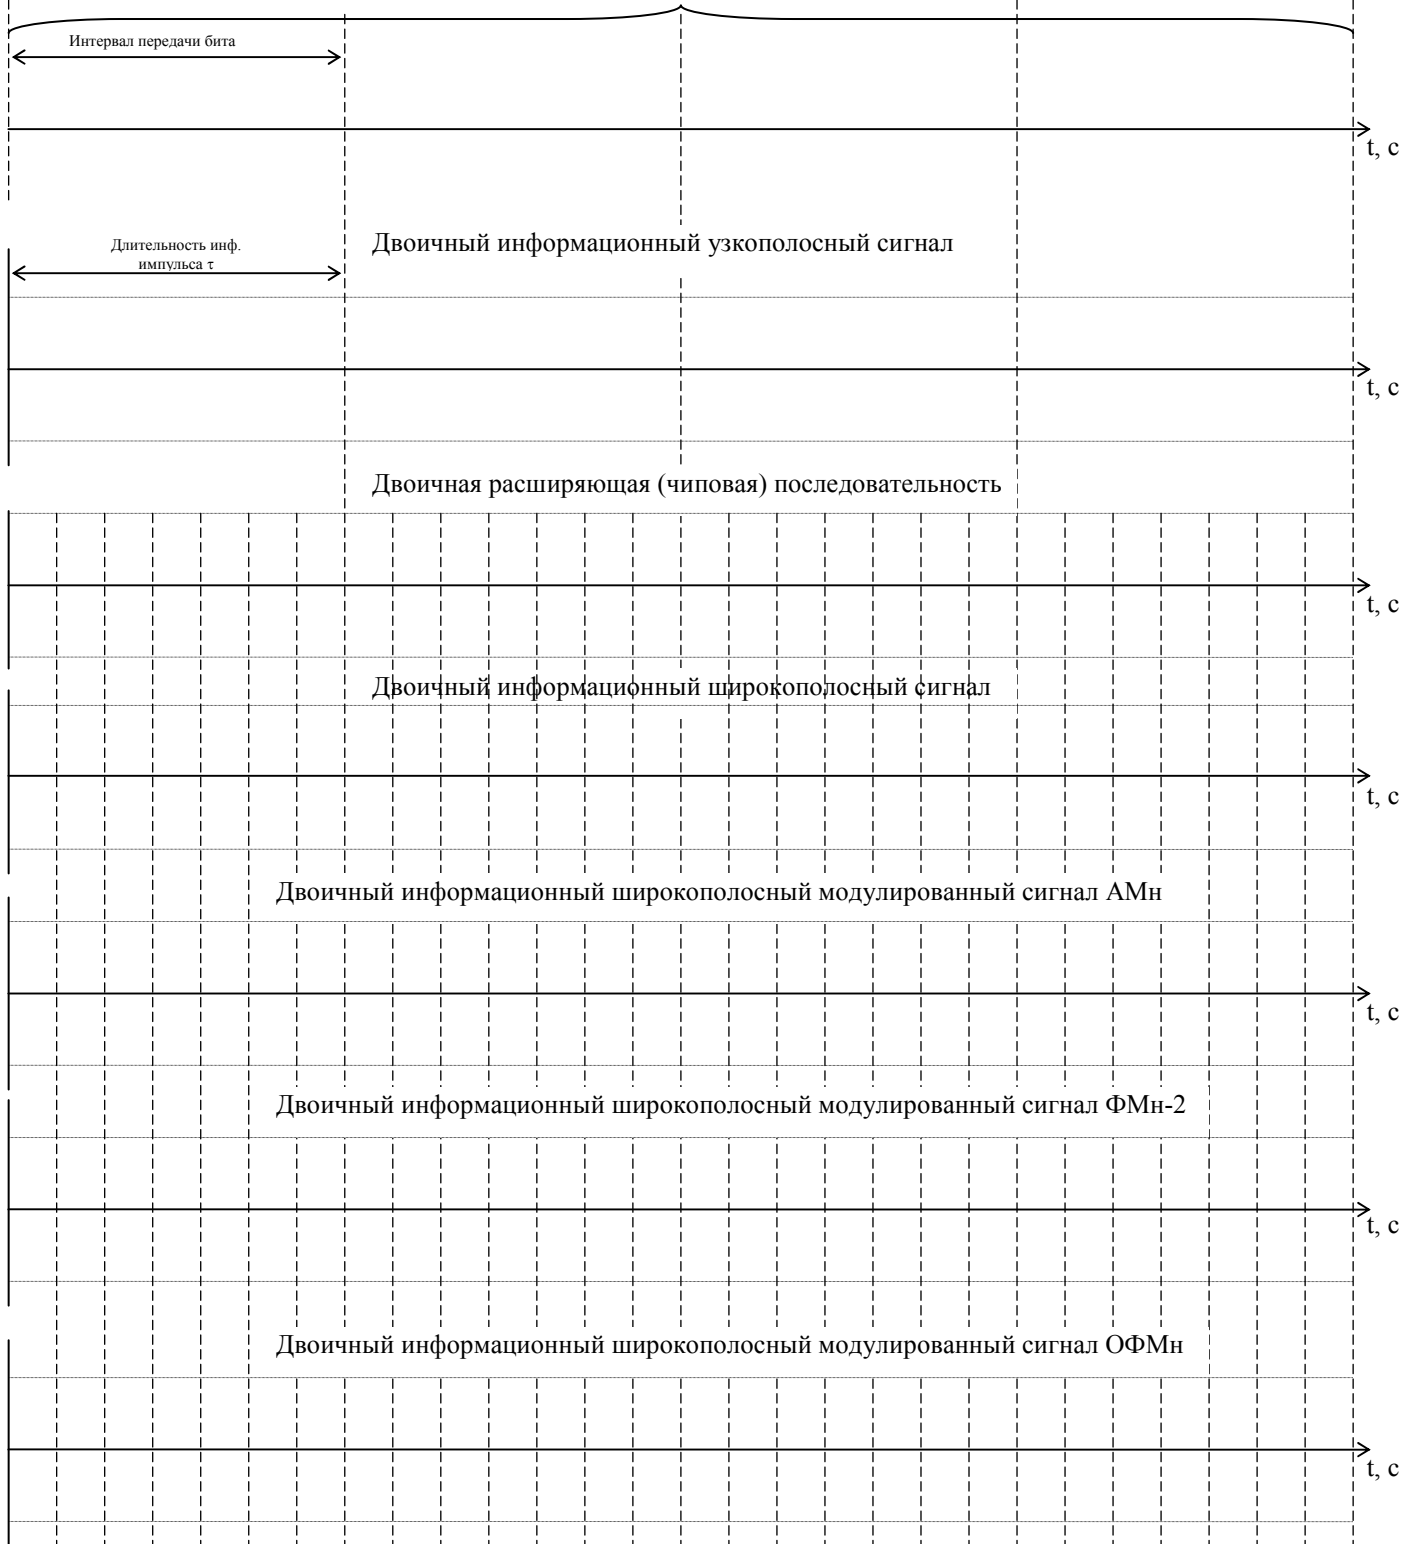 Интервал передачи бита
t, с
Длительность инф.
импульса τ
Двоичный информационный узкополосный сигнал
t, с
Двоичная расширяющая (чиповая) последовательность
t, с
Двоичный информационный широкополосный сигнал
t, с
Двоичный информационный широкополосный модулированный сигнал АМн
t, с
Двоичный информационный широкополосный модулированный сигнал ФМн-2
t, с
Двоичный информационный широкополосный модулированный сигнал ОФМн
t, с